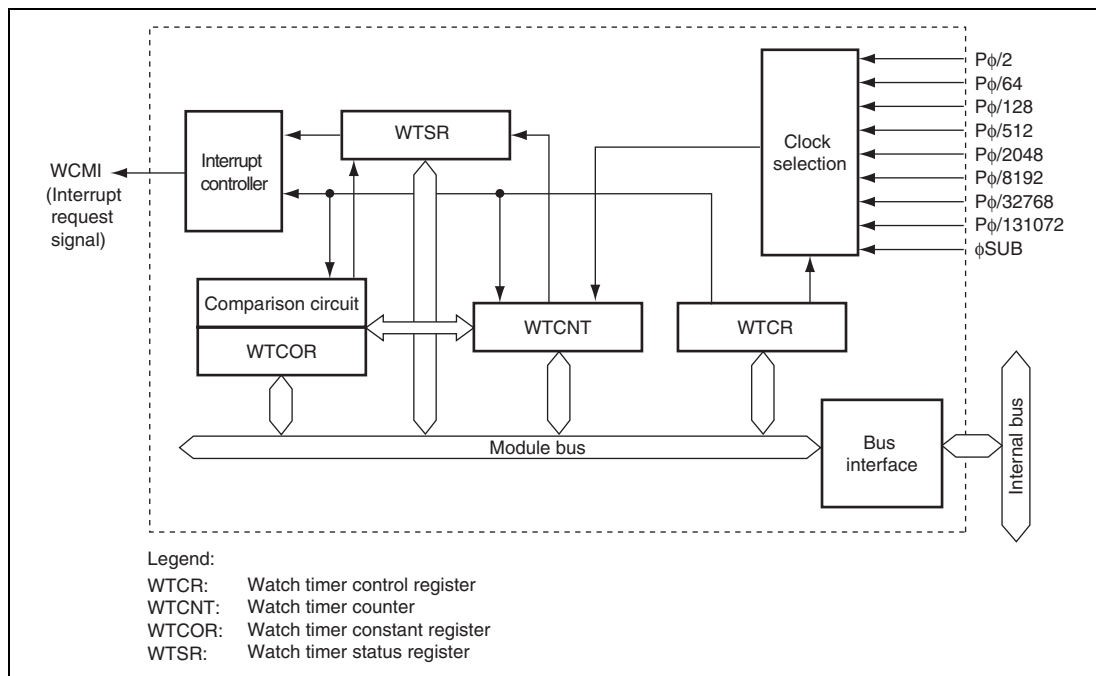 Pϕ/2
Pϕ/64
Pϕ/128
Pϕ/512
Pϕ/2048
Pϕ/8192
Pϕ/32768
Pϕ/131072
ϕSUB
Clock
selection
WTSR
Interrupt
controller
WCMI
(Interrupt
request
signal)
Comparison circuit
WTCOR
WTCNT
WTCR
Module bus
Bus
interface
Internal bus
Legend:
WTCR: Watch timer control register
WTCNT: Watch timer counter
WTCOR: Watch timer constant register
WTSR: Watch timer status register